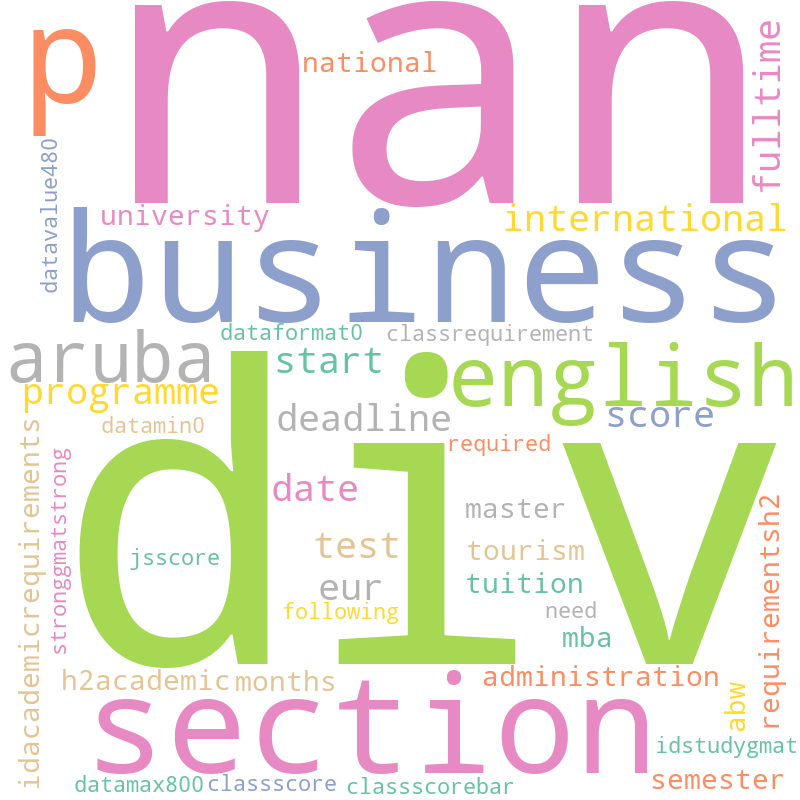 nan
p
national
fulltime
datavalue480
university
international
business
dataformat0
classrequirement
aruba
start
english
programme
deadline
score
datamin0
required
idacademicrequirements
stronggmatstrong
date
div
master
requirementsh2
test
tourism
jsscore
eur
tuition
following
need
mba
h2academic
months
administration
abw
section
idstudygmat
datamax800
classscore
classscorebar
semester